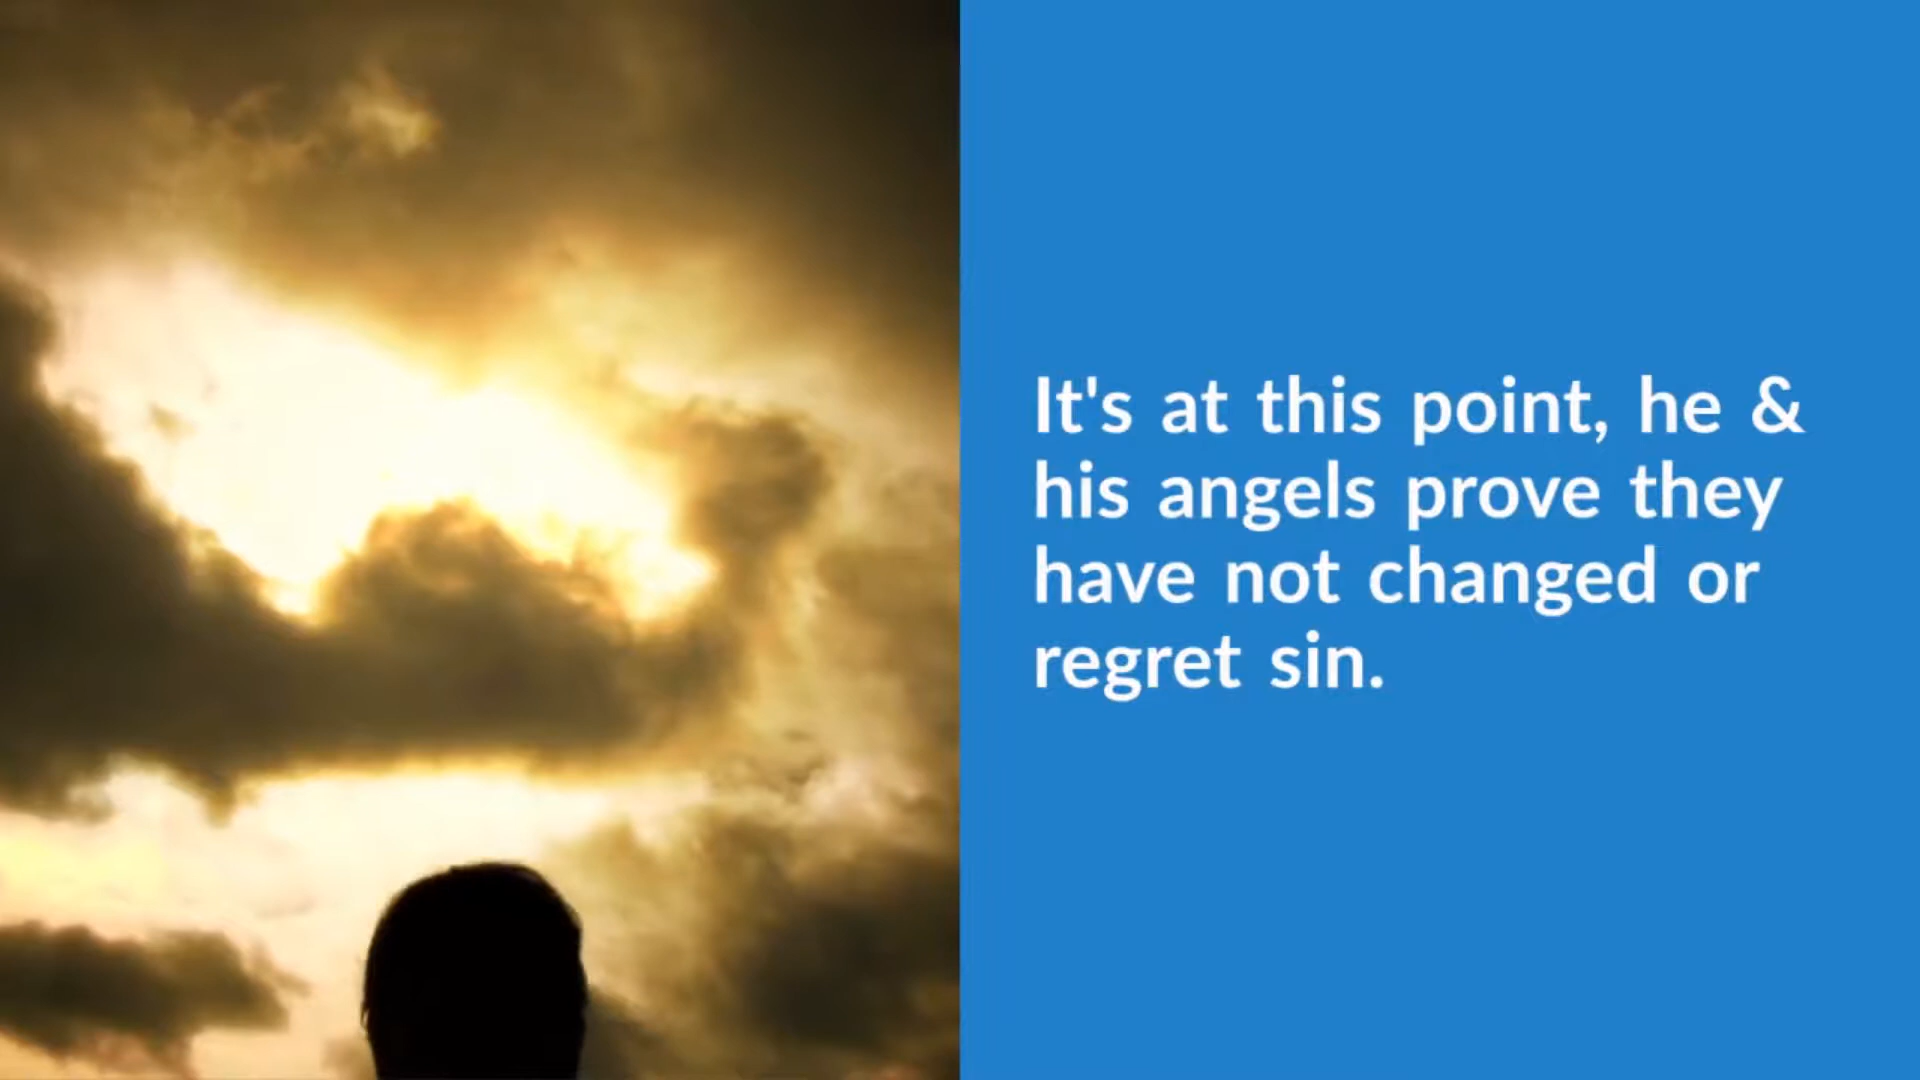 It's at this point, he &
his angels prove they
have not changed or
regret sin.